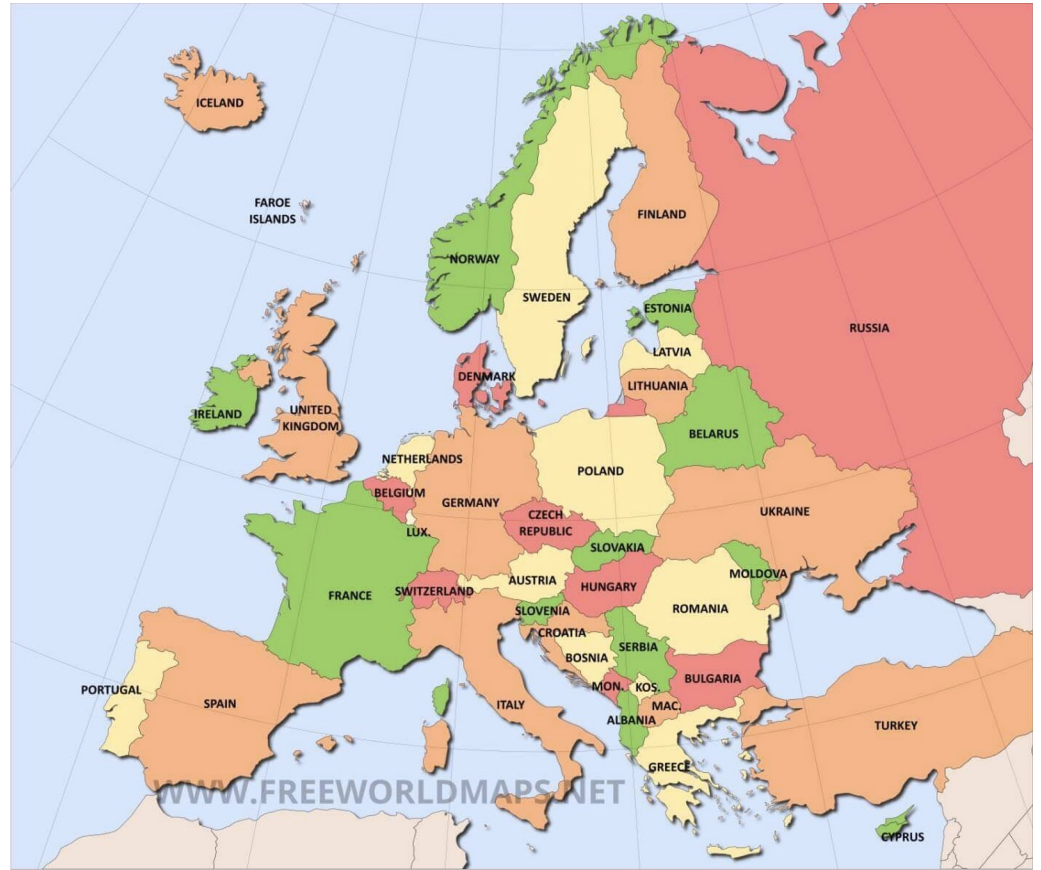 ICELAND
FAROE
ISLANDS
FINLAND
NORWAY
SWEDEN
ESTONIA
RUSSIA
LATVIA
DENMARK
LITHUANIA
IRELAND
UNITED
KINGDOM
BELARUS
NETHERLANDS
POLAND
BELGIUM
GERMANY
UKRAINE
CZECH
REPUBLIC
LUX.
SLOVAKIA
MOLDOVA
AUSTRIA
HUNGARY
SWITZERLAND
FRANCE
ROMANIA
SLOVENIA
CROATIA
SERBIA
BOSNIA
BULGARIA
MON.
KOS.
PORTUGAL
SPAIN
ITALY
MAC.
ALBANIA
TURKEY
GREECE
WWW.FREEWORLDMAPS.NET
CYPRUS